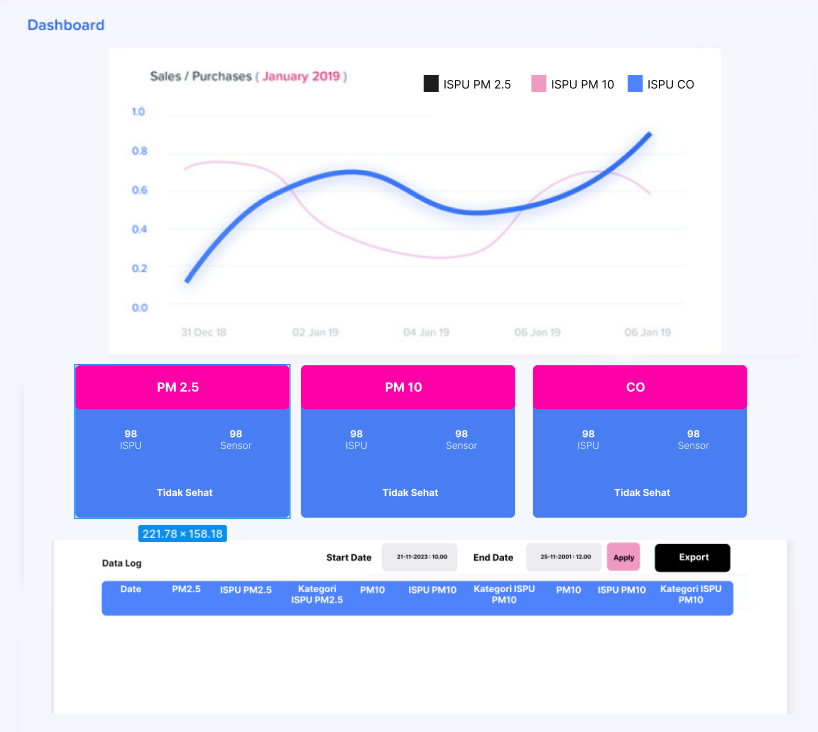 Dashboard
Sales / Purchases ( January 2019 )
ISPU PM 2.5 ISPU PM 10 ISPU CO
1.0
0.8
0.6
0.4
0.2
0.0
31 Dec 18 02 Jan 19 04 Jan 19 06 Jan 19 06 Jan 19
PM 2.5
98 98
ISPU Sensor
Tidak Sehat
PM 10
98 98
ISPU Sensor
Tidak Sehat
CO
98 98
ISPU Sensor
Tidak Sehat
221.78 × 158.18
Data Log
Start Date 21-11-2023 : 10.00 End Date 25-11-2001 : 12.00 Apply Export
Date PM2.5 ISPU PM2.5 Kategori ISPU PM2.5 PM10 ISPU PM10 Kategori ISPU PM10 PM10 ISPU PM10 Kategori ISPU PM10